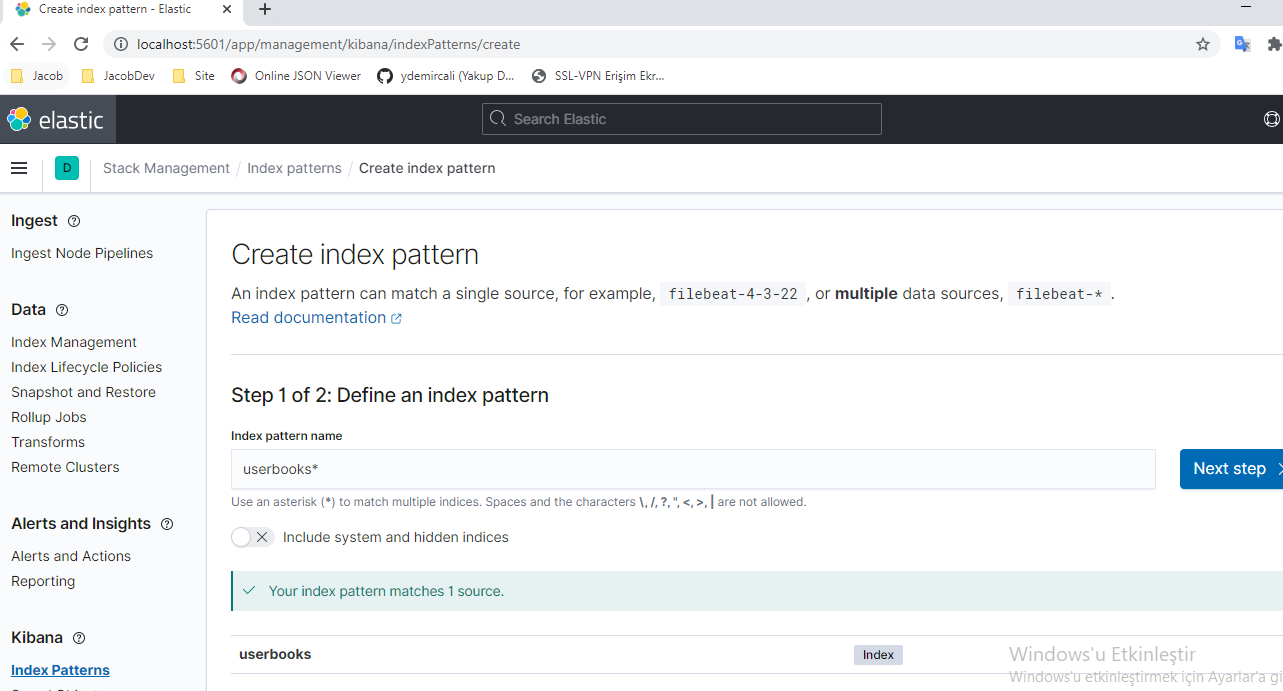 Create index pattern - Elastic
localhost:5601/app/management/kibana/indexPatterns/create
Jacob JacobDev Site Online JSON Viewer ydemircali (Yakup D... SSL-VPN Erişim Ekr...
elastic Search Elastic
D Stack Management / Index patterns / Create index pattern
Ingest
Ingest Node Pipelines
Data
Index Management
Index Lifecycle Policies
Snapshot and Restore
Rollup Jobs
Transforms
Remote Clusters
Alerts and Insights
Alerts and Actions
Reporting
Kibana
Index Patterns
Create index pattern
An index pattern can match a single source, for example, filebeat-4-3-22 , or multiple data sources, filebeat-* .
Read documentation
Step 1 of 2: Define an index pattern
Index pattern name
userbooks*
Next step
Use an asterisk (*) to match multiple indices. Spaces and the characters \, /, ?, ", <, >, | are not allowed.
Include system and hidden indices
Your index pattern matches 1 source.
userbooks Index
Windows'u Etkinleştir
Windows'u etkinleştirmek için Ayarlar'a